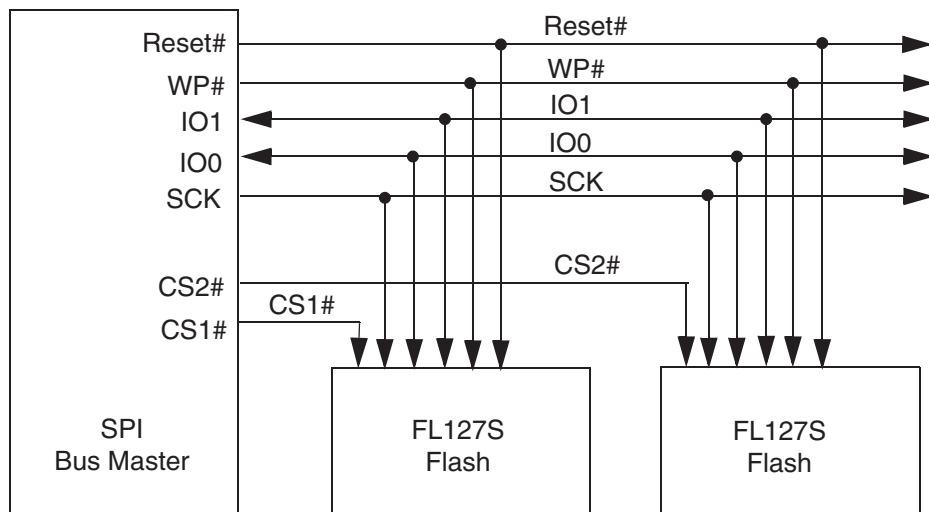 Reset#
Reset#
WP#
WP#
IO1
IO1
IO0
IO0
SCK
SCK
CS2#
CS2#
CS1#
CS1#
SPI
Bus Master
FL127S
Flash
FL127S
Flash